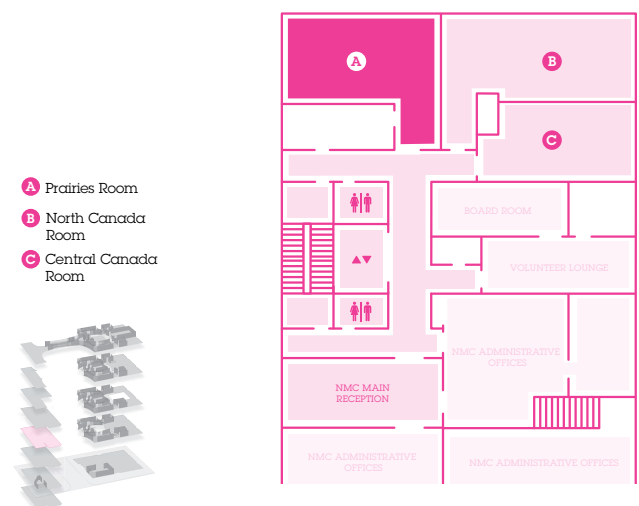 A Prairies Room
B North Canada
Room
C Central Canada
Room
A
B
C
BOARD ROOM
VOLUNTEER LOUNGE
NMC ADMINISTRATIVE
OFFICES
NMC MAIN
RECEPTION
NMC ADMINISTRATIVE
OFFICES
NMC ADMINISTRATIVE OFFICES